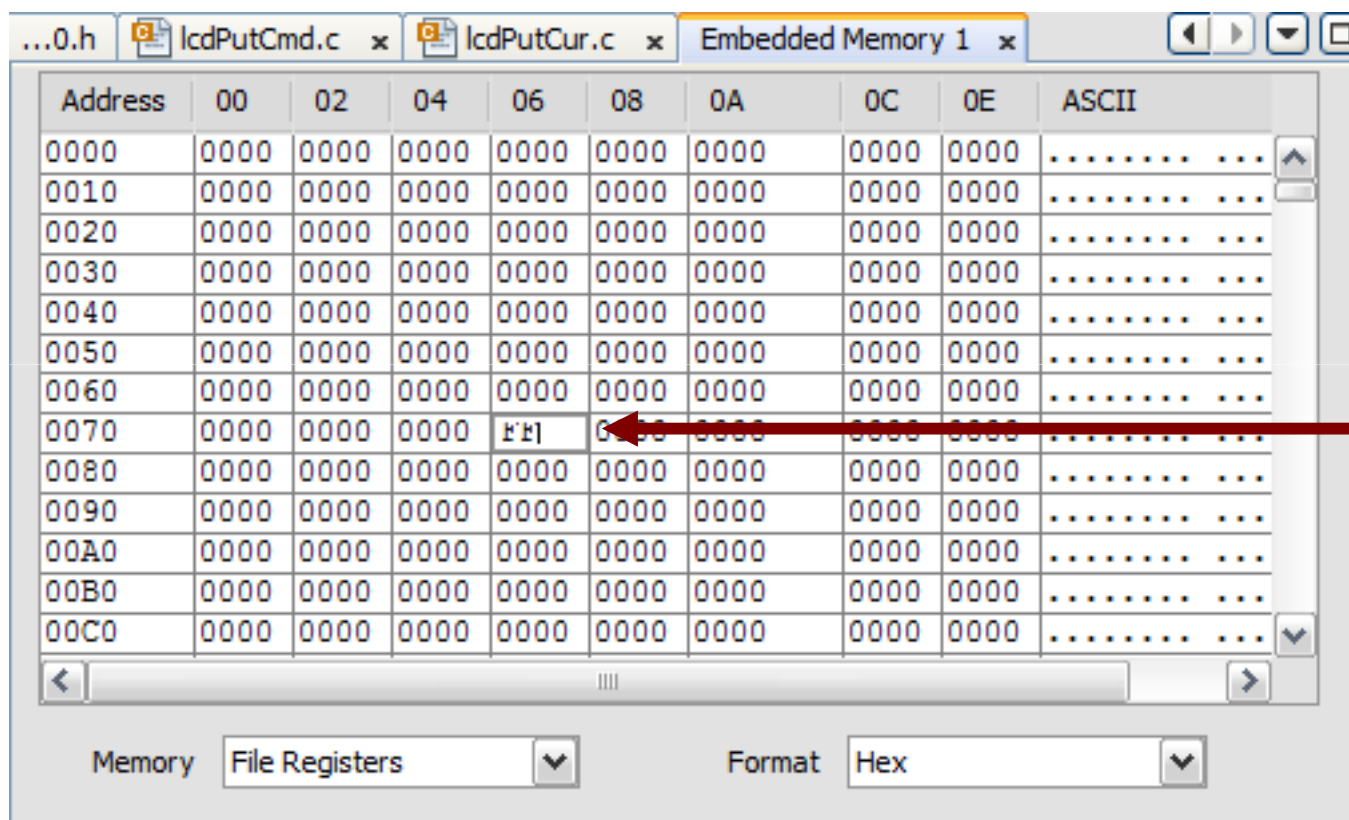 ...0.h lcdPutCmd.c x lcdPutCur.c x Embedded Memory 1 x
Address 00 02 04 06 08 0A 0C 0E ASCII
0000 0000 0000 0000 0000 0000 0000 0000 0000 ........ ...
0010 0000 0000 0000 0000 0000 0000 0000 0000 ........ ...
0020 0000 0000 0000 0000 0000 0000 0000 0000 ........ ...
0030 0000 0000 0000 0000 0000 0000 0000 0000 ........ ...
0040 0000 0000 0000 0000 0000 0000 0000 0000 ........ ...
0050 0000 0000 0000 0000 0000 0000 0000 0000 ........ ...
0060 0000 0000 0000 0000 0000 0000 0000 0000 ........ ...
0070 0000 0000 0000 0000 0000 0000 0000 ........ ...
0080 0000 0000 0000 0000 0000 0000 0000 0000 ........ ...
0090 0000 0000 0000 0000 0000 0000 0000 0000 ........ ...
00A0 0000 0000 0000 0000 0000 0000 0000 0000 ........ ...
00B0 0000 0000 0000 0000 0000 0000 0000 0000 ........ ...
00C0 0000 0000 0000 0000 0000 0000 0000 0000 ........ ...
Memory File Registers Format Hex